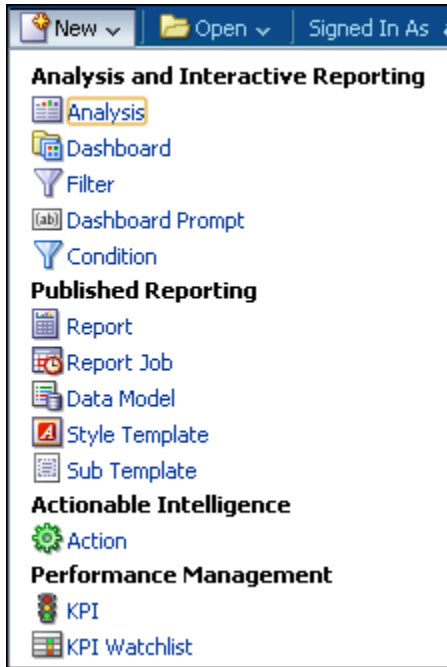 New Open Signed In As
Analysis and Interactive Reporting
Analysis
Dashboard
Filter
(ab) Dashboard Prompt
Condition
Published Reporting
Report
Report Job
Data Model
Style Template
Sub Template
Actionable Intelligence
Action
Performance Management
KPI
KPI Watchlist